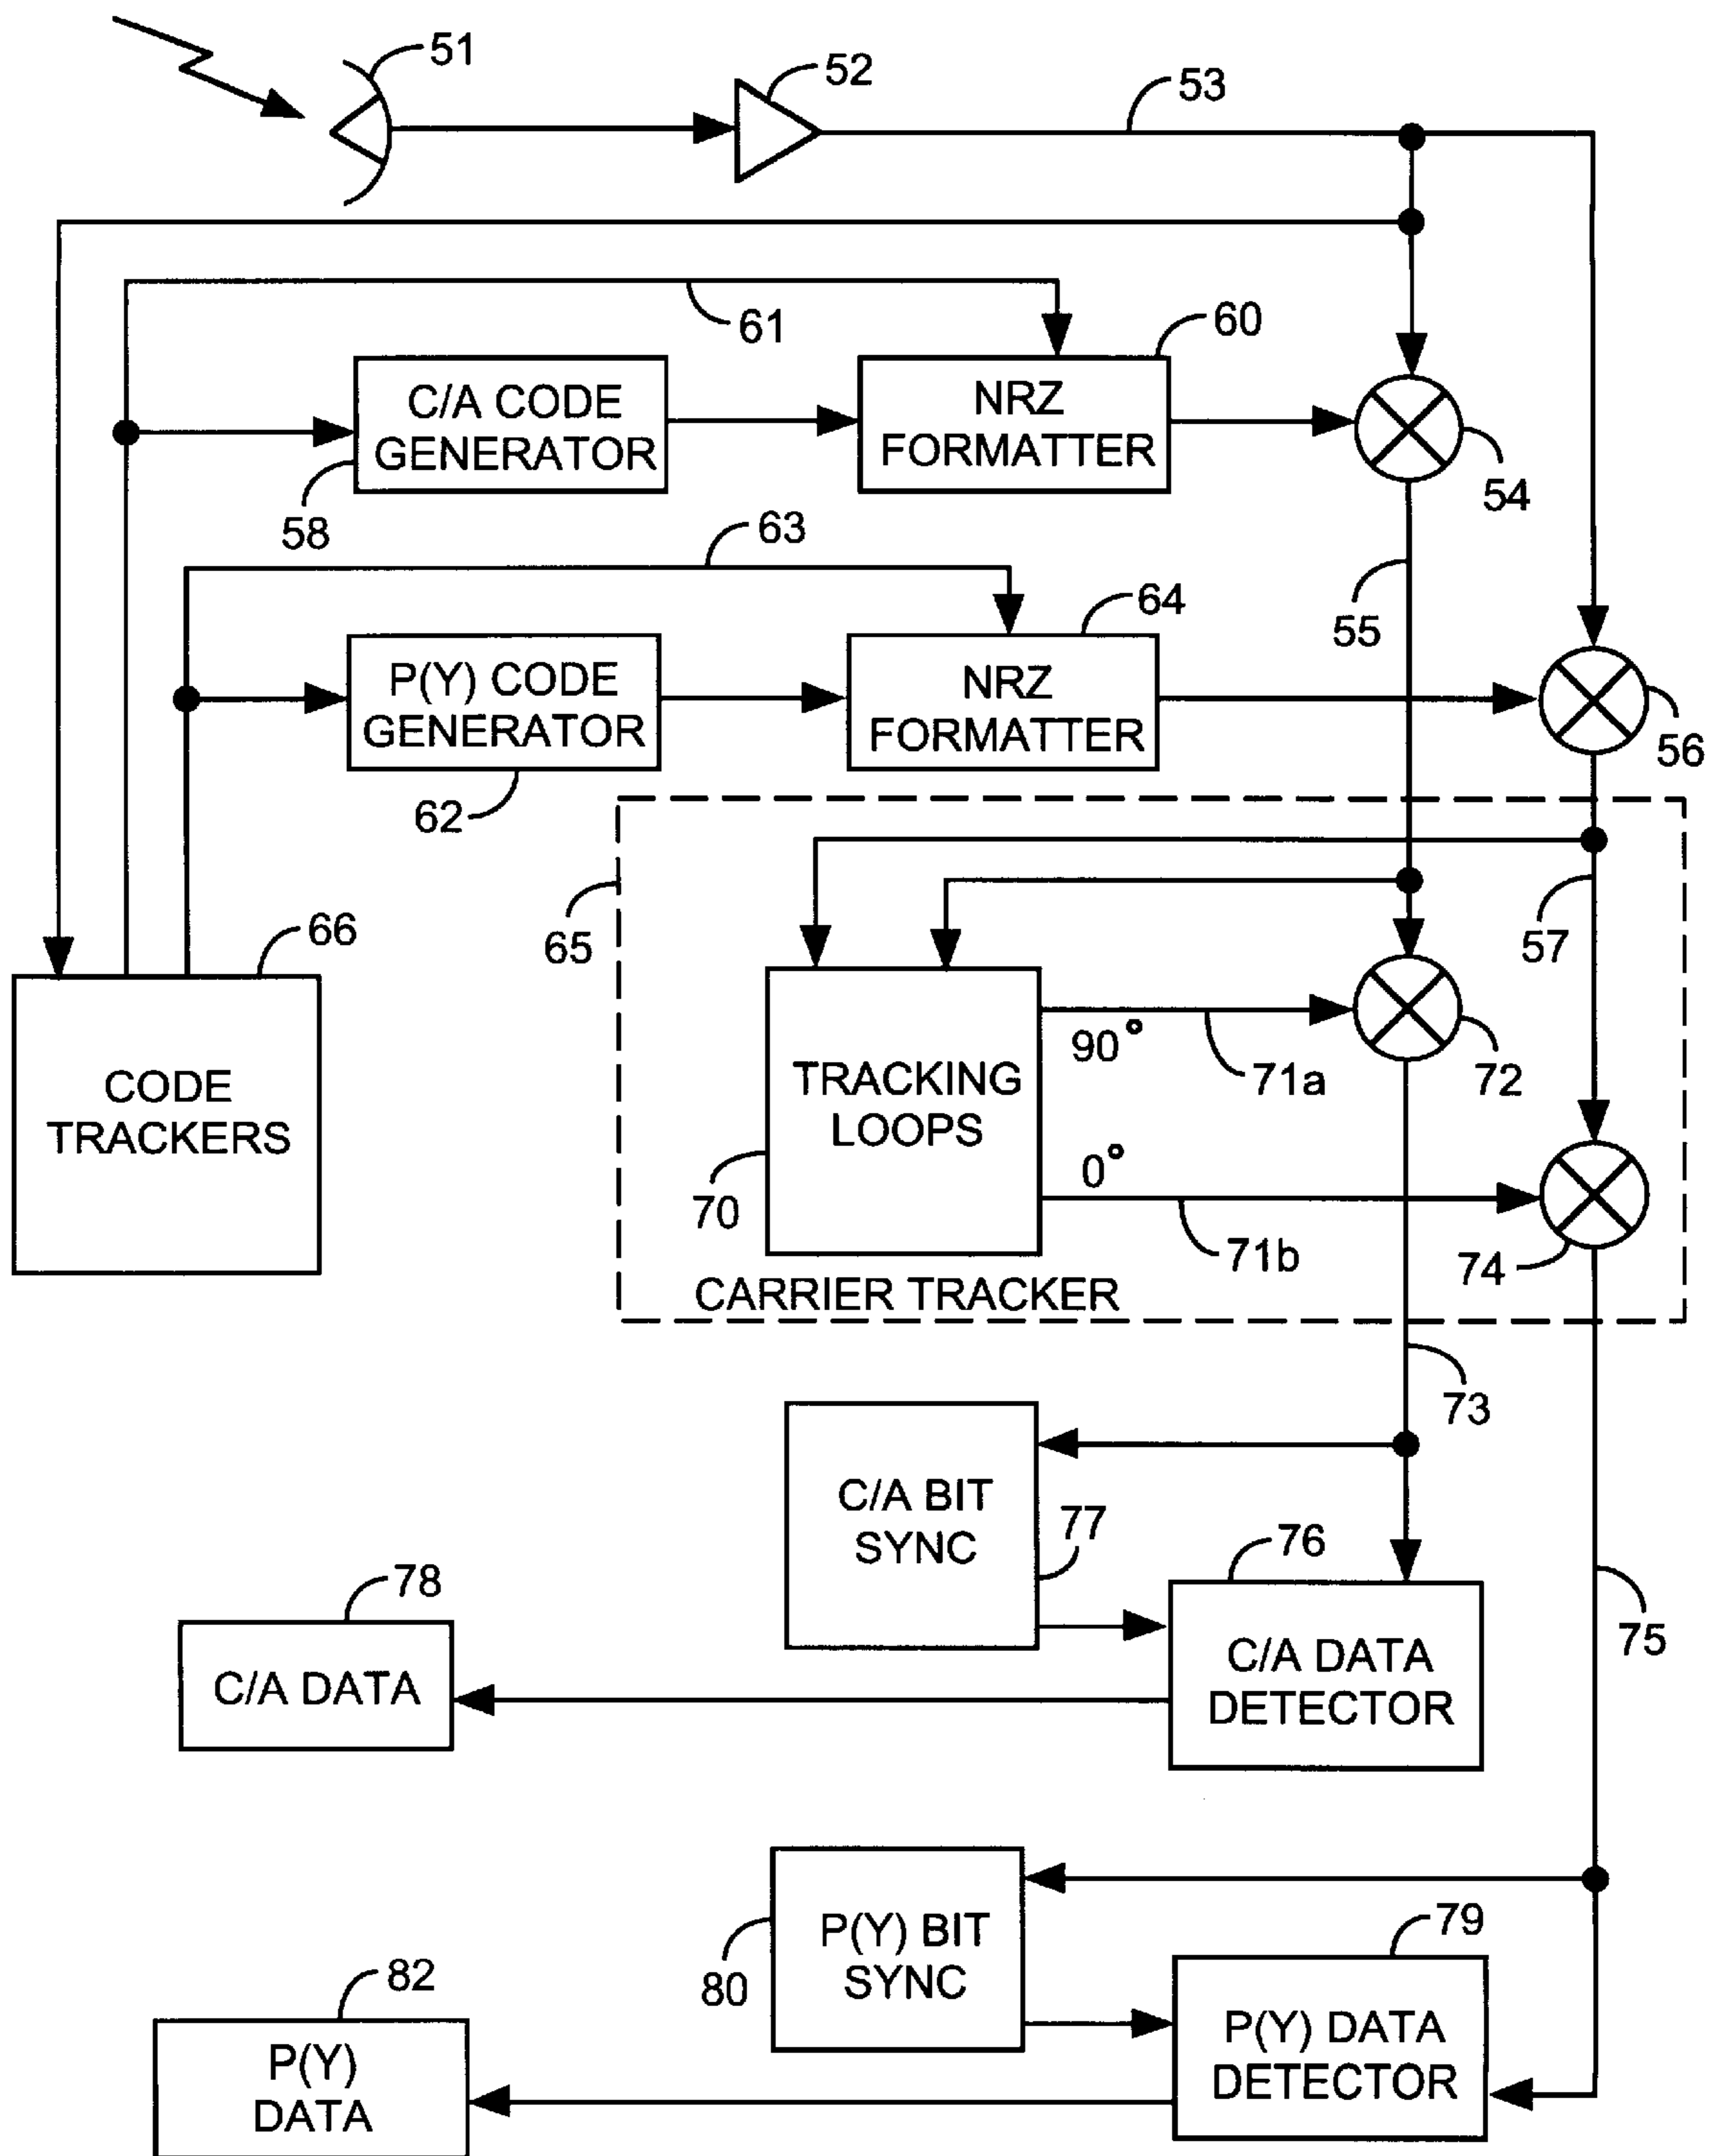 51
52
53
61
60
C/A CODE
GENERATOR
NRZ
FORMATTER
58
54
63
55
64
P(Y) CODE
GENERATOR
NRZ
FORMATTER
62
56
65
57
66
CODE
TRACKERS
TRACKING
LOOPS
90°
71a
72
70
0°
71b
74
CARRIER TRACKER
73
C/A BIT
SYNC
77
76
75
78
C/A DATA
C/A DATA
DETECTOR
P(Y) BIT
SYNC
80
79
82
P(Y)
DATA
P(Y) DATA
DETECTOR